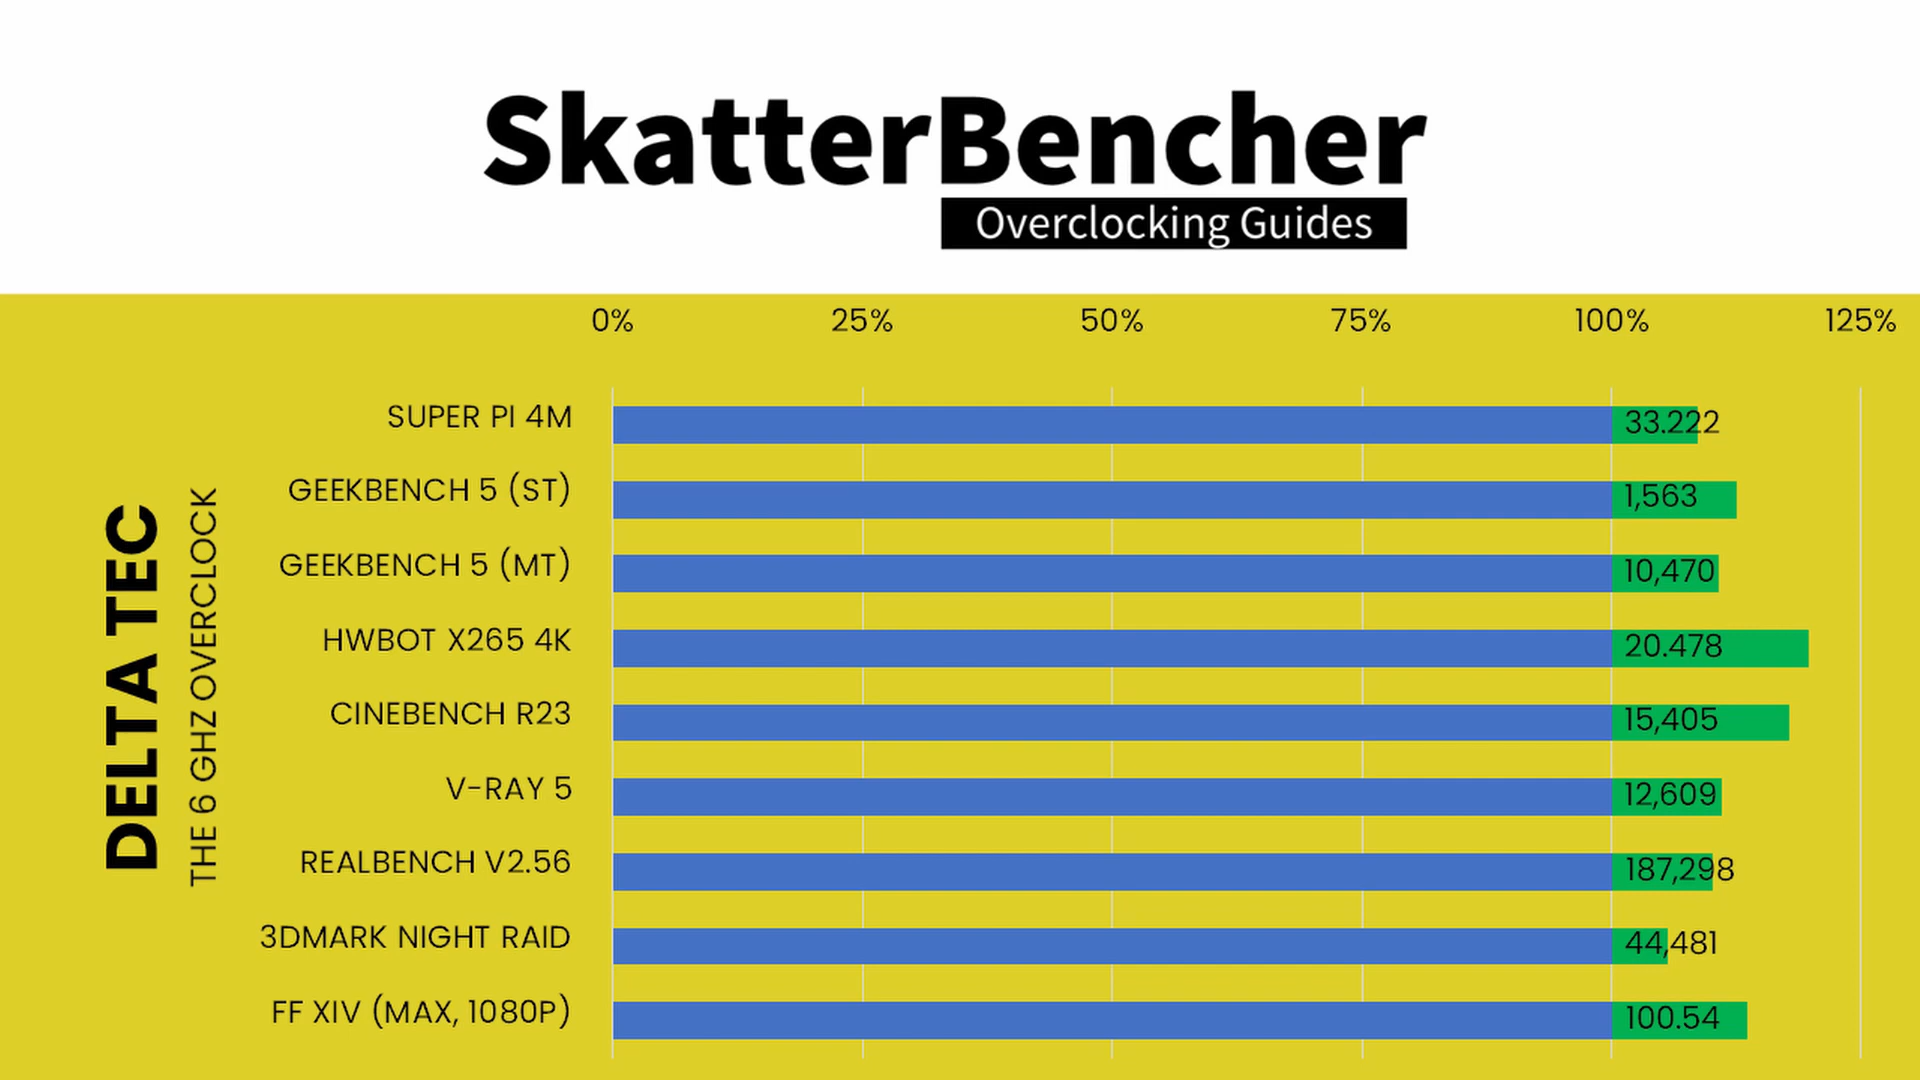 SkatterBencher
Overclocking Guides
0% 25% 50% 75% 100% 125%
DELTA TEC
THE 6 GHZ OVERCLOCK
SUPER PI 4M 33.222
GEEKBENCH 5 (ST) 1,563
GEEKBENCH 5 (MT) 10,470
HWBOT X265 4K 20.478
CINEBENCH R23 15,405
V-RAY 5 12,609
REALBENCH V2.56 187,298
3DMARK NIGHT RAID 44,481
FF XIV (MAX, 1080P) 100.54